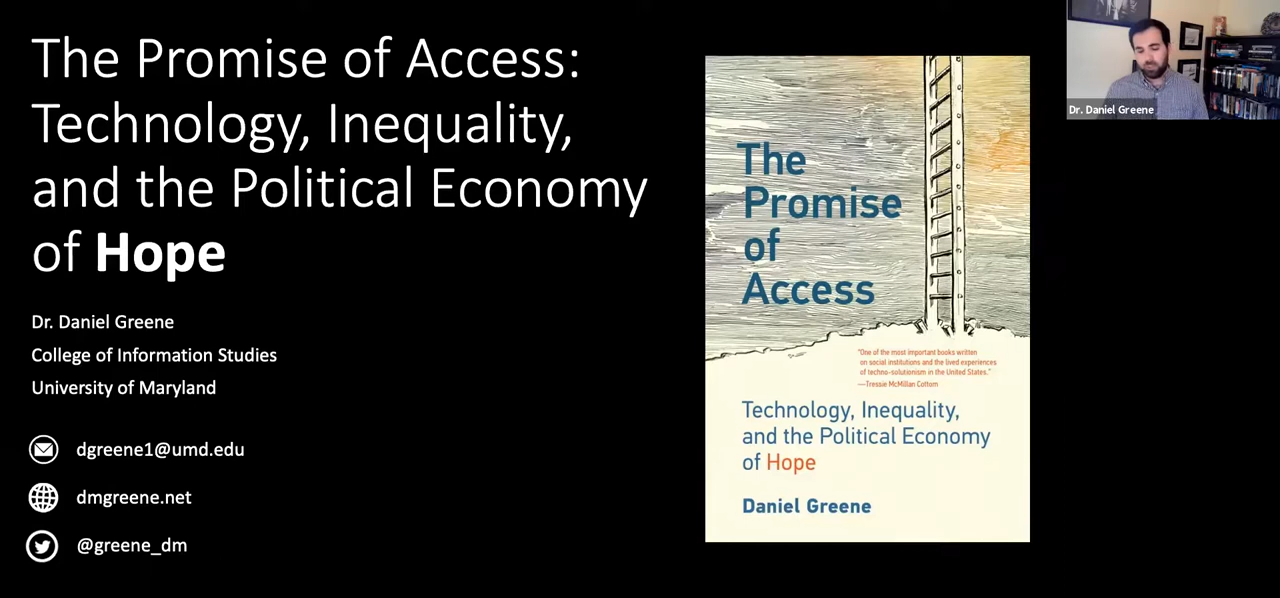 The Promise of Access:
Technology, Inequality,
and the Political Economy
of Hope
Dr. Daniel Greene
College of Information Studies
University of Maryland
dgreene1@umd.edu
dmgreene.net
@greene_dm
The
Promise
of
Access
"One of the most important books written
on social institutions and the lived experiences
of techno-solutionism in the United States."
—Tressie McMillan Cottom
Technology, Inequality,
and the Political Economy
of Hope
Daniel Greene
Dr. Daniel Greene